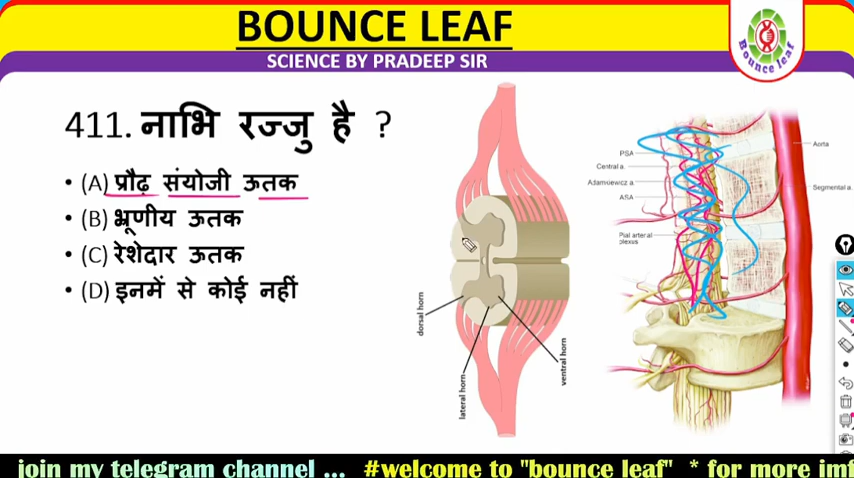 BOUNCE LEAF
SCIENCE BY PRADEEP SIR
Bounce leaf
411. नाभि रज्जु है ?
• (A) प्रौढ़ संयोजी ऊतक
• (B) भ्रूणीय ऊतक
• (C) रेशेदार ऊतक
• (D) इनमें से कोई नहीं
dorsal horn
lateral horn
ventral horn
PSA
Central a.
Adamkiewicz a.
ASA
Pial arterial
plexus
Aorta
Segmental a.
join my telegram channel ... #welcome to "bounce leaf" * for more imf